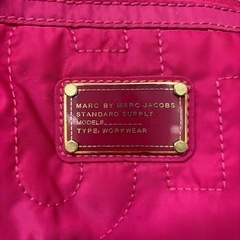 MARC BY MARC JACOBS
STANDARD SUPPLY
MODEL#
TYPE: WORKWEAR